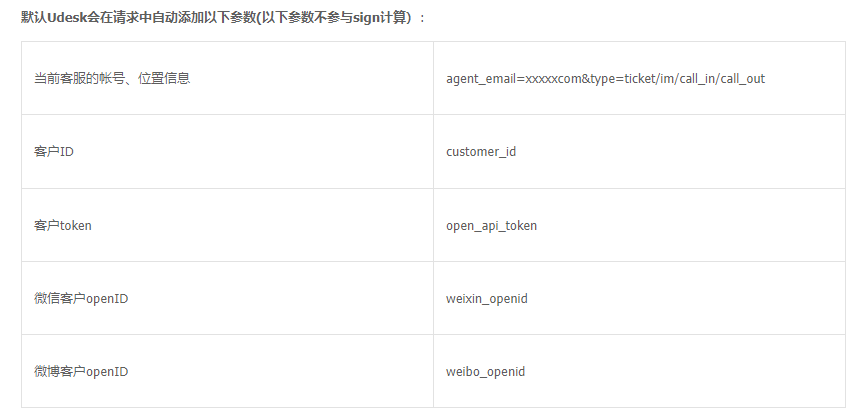 默认Udesk会在请求中自动添加以下参数(以下参数不参与sign计算) ：
当前客服的帐号、位置信息
agent_email=xxxxxcom&type=ticket/im/call_in/call_out
客户ID
customer_id
客户token
open_api_token
微信客户openID
weixin_openid
微博客户openID
weibo_openid